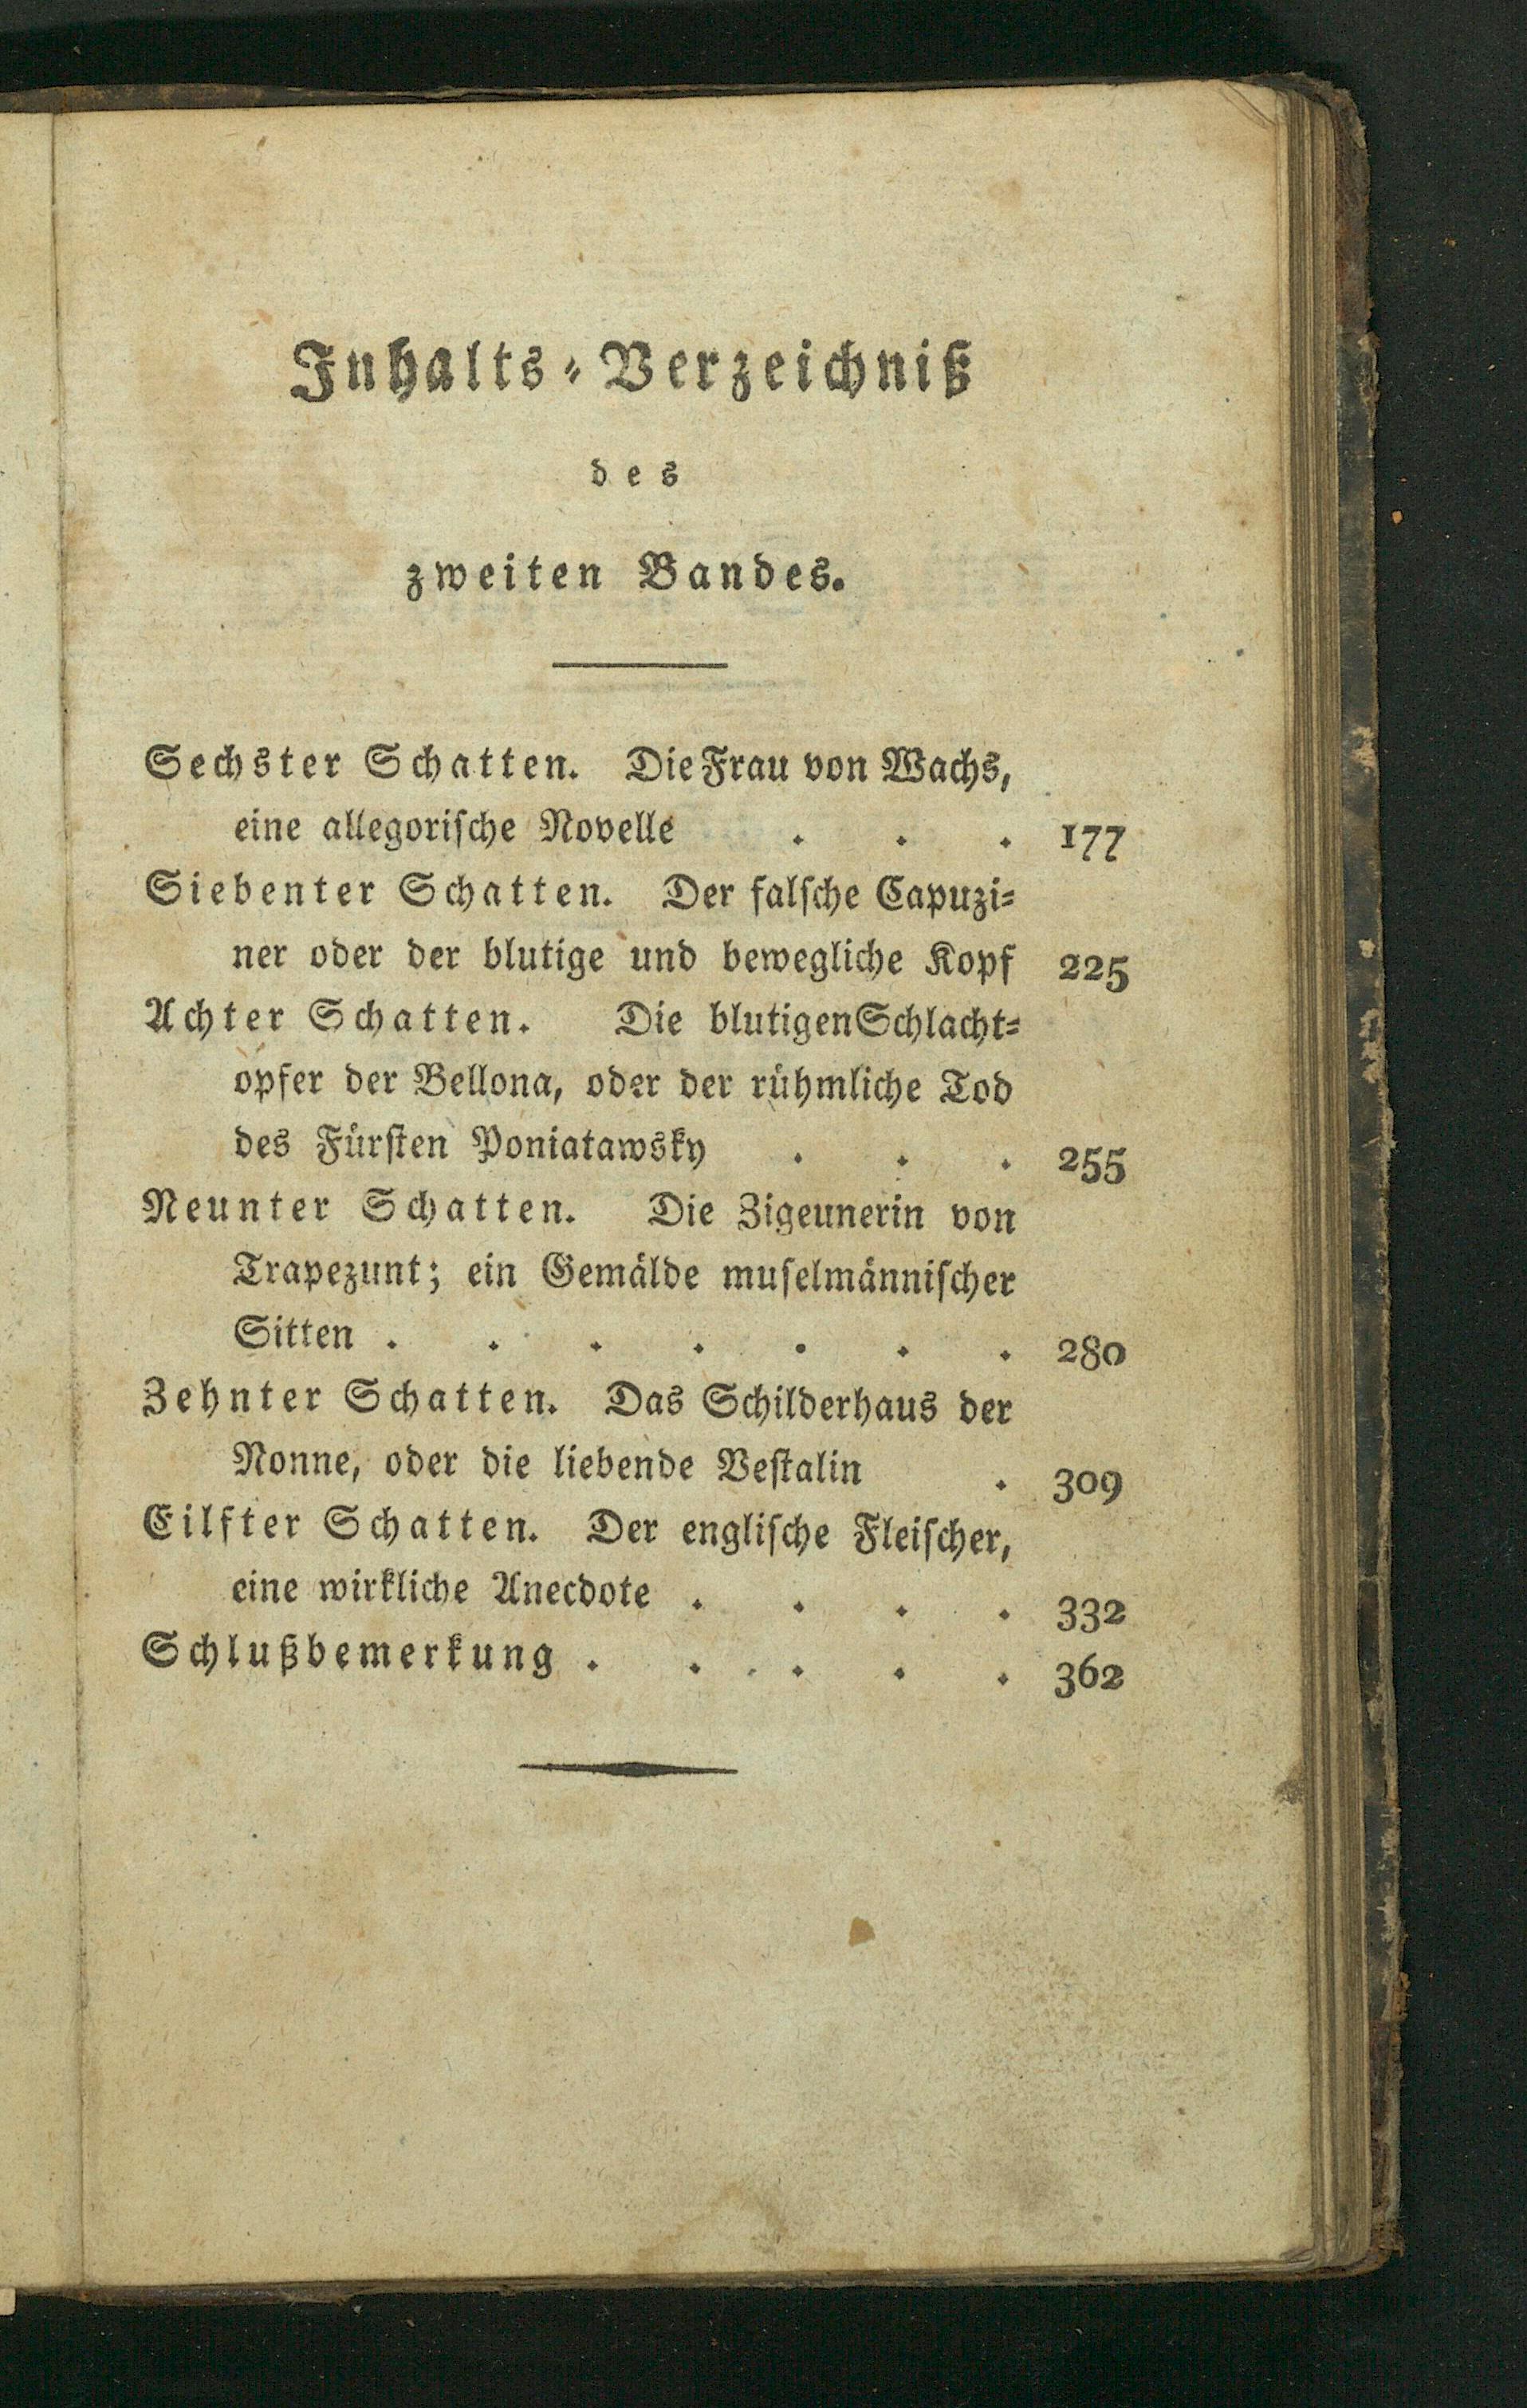 Inhalts-Verzeichniß
des
zweiten Bandes.
Sechster Schatten. Die Frau von Wachs,
eine allegorische Novelle . . . 177
Siebenter Schatten. Der falsche Capuzi-
ner oder der blutige und bewegliche Kopf 225
Achter Schatten. Die blutigen Schlacht-
opfer der Bellona, oder der rühmliche Tod
des Fürsten Poniatawsky . . . 255
Neunter Schatten. Die Zigeunerin von
Trapezunt; ein Gemälde muselmännischer
Sitten . . . . . . . 280
Zehnter Schatten. Das Schilderhaus der
Nonne, oder die liebende Vestalin . 309
Eilfter Schatten. Der englische Fleischer,
eine wirkliche Anecdote . . . . 332
Schlußbemerkung . . . . . 362